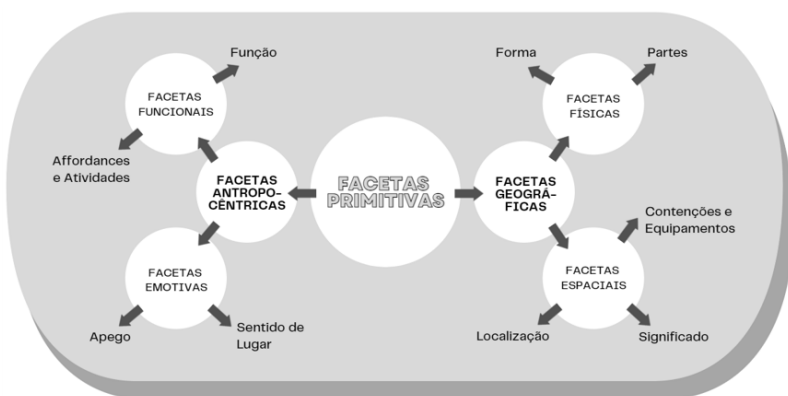 Função
FACETAS
FUNCIONAIS
Affordances
e Atividades
FACETAS
ANTROPO-
CÊNTRICAS
FACETAS
EMOTIVAS
Apego
Sentido de
Lugar
FACETAS
PRIMITIVAS
Forma
Partes
FACETAS
FÍSICAS
FACETAS
GEOGRÁ-
FICAS
Contenções e
Equipamentos
FACETAS
ESPACIAIS
Localização
Significado